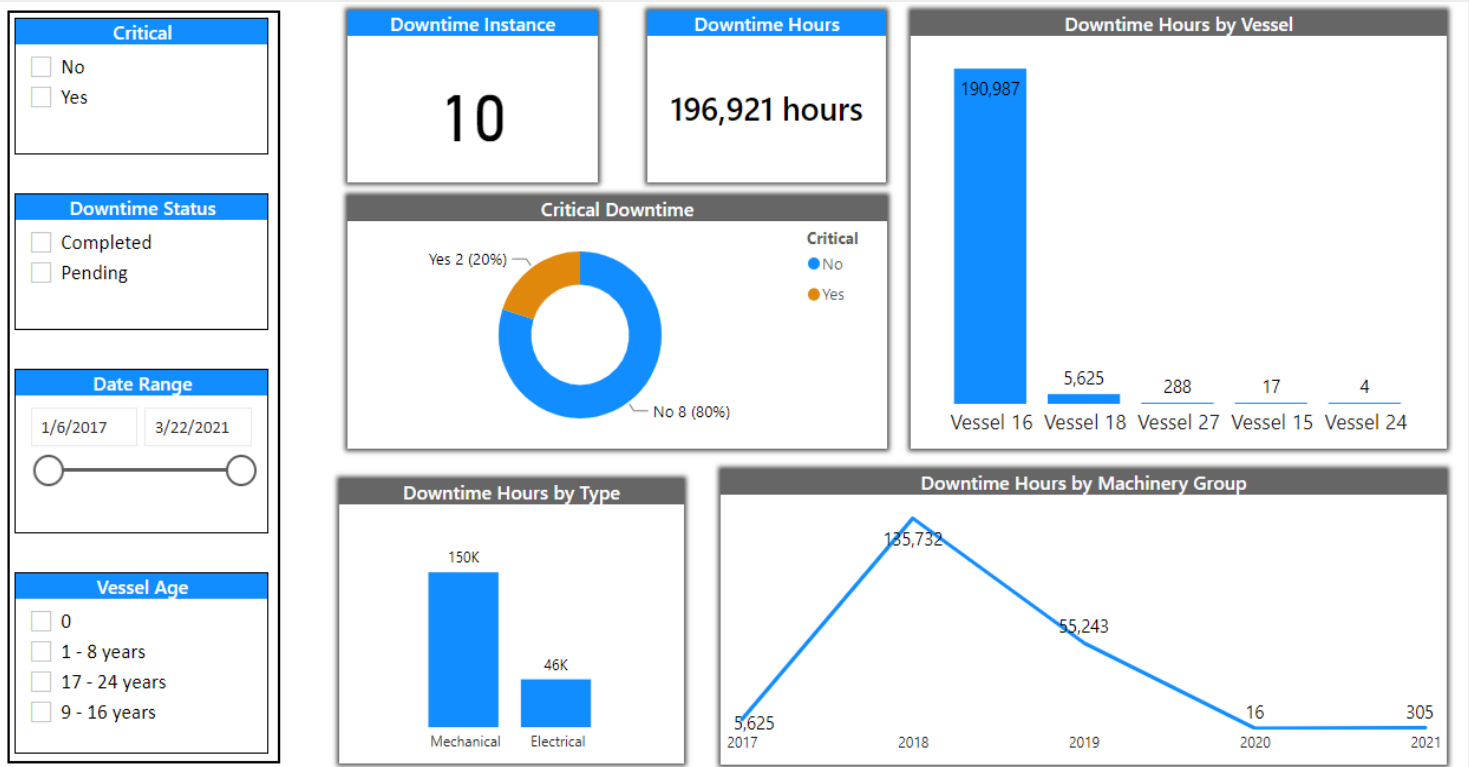 Critical
No
Yes
Downtime Status
Completed
Pending
Date Range
1/6/2017 3/22/2021
Vessel Age
0
1 - 8 years
17 - 24 years
9 - 16 years
Downtime Instance
10
Downtime Hours
196,921 hours
Critical Downtime
Critical
No
Yes
Yes 2 (20%)
No 8 (80%)
Downtime Hours by Vessel
190,987
5,625
288
17
4
Vessel 16 Vessel 18 Vessel 27 Vessel 15 Vessel 24
Downtime Hours by Type
150K
46K
Mechanical Electrical
Downtime Hours by Machinery Group
135,732
55,243
5,625
16
305
2017 2018 2019 2020 2021